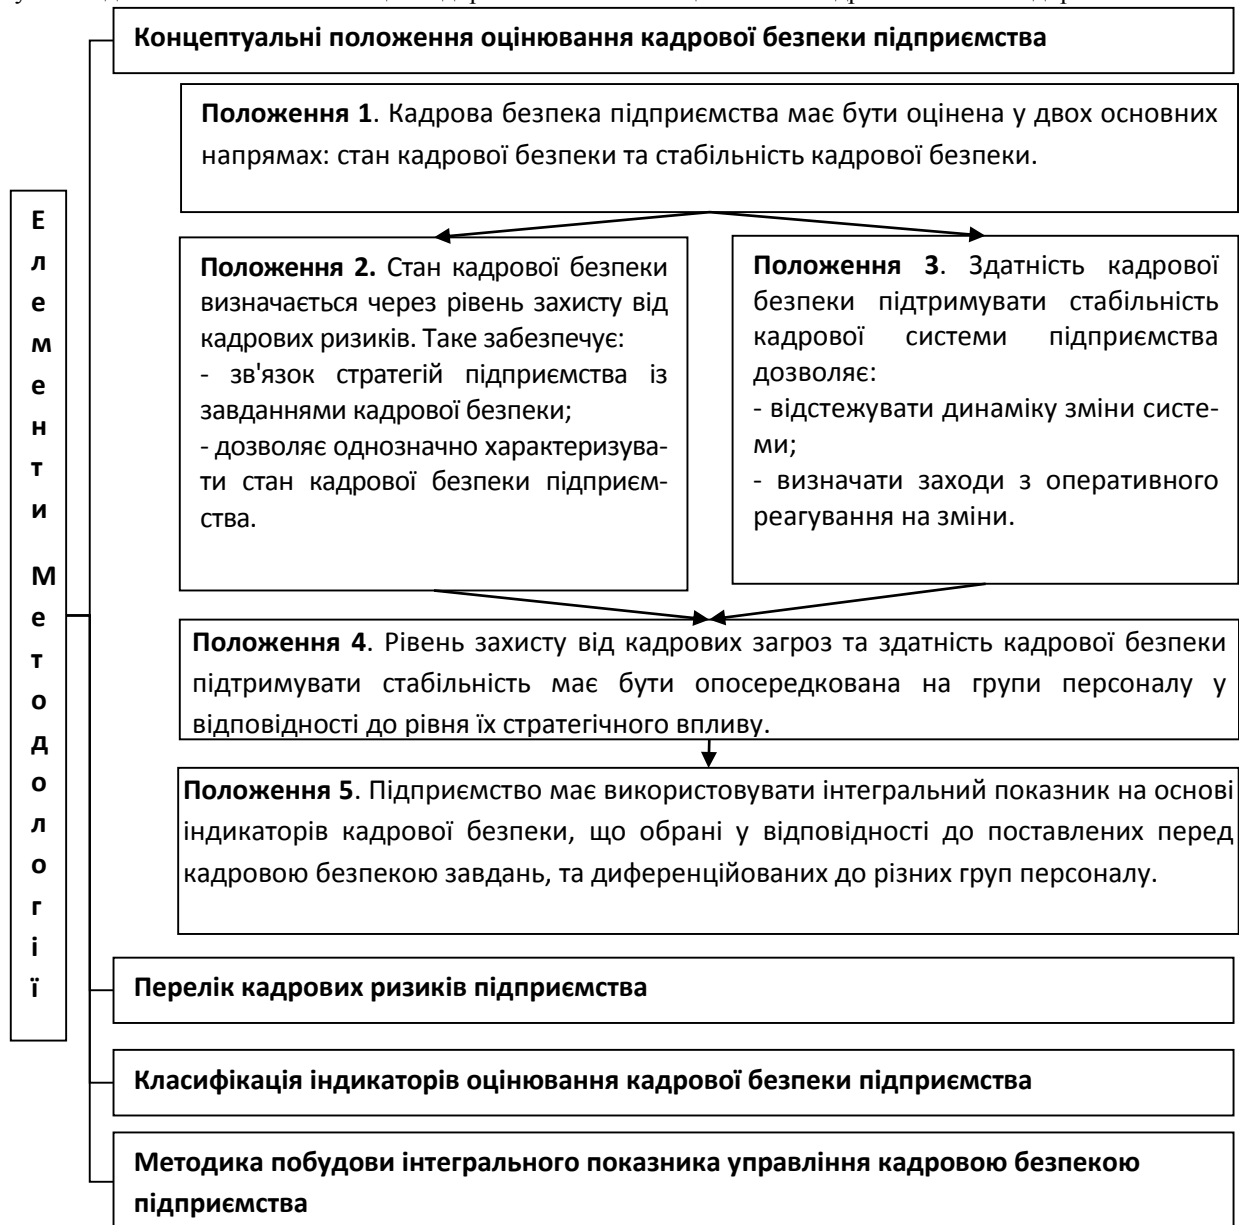 Концептуальні положення оцінювання кадрової безпеки підприємства
Положення 1. Кадрова безпека підприємства має бути оцінена у двох основних
напрямах: стан кадрової безпеки та стабільність кадрової безпеки.
Елементи Методології
Положення 2. Стан кадрової безпеки
визначається через рівень захисту від
кадрових ризиків. Таке забезпечує:
- зв'язок стратегій підприємства із
завданнями кадрової безпеки;
- дозволяє однозначно характеризува-
ти стан кадрової безпеки підприєм-
ства.
Положення 3. Здатність кадрової
безпеки підтримувати стабільність
кадрової системи підприємства
дозволяє:
- відстежувати динаміку зміни систе-
ми;
- визначати заходи з оперативного
реагування на зміни.
Положення 4. Рівень захисту від кадрових загроз та здатність кадрової безпеки
підтримувати стабільність має бути опосередкована на групи персоналу у
відповідності до рівня їх стратегічного впливу.
Положення 5. Підприємство має використовувати інтегральний показник на основі
індикаторів кадрової безпеки, що обрані у відповідності до поставлених перед
кадровою безпекою завдань, та диференційованих до різних груп персоналу.
Перелік кадрових ризиків підприємства
Класифікація індикаторів оцінювання кадрової безпеки підприємства
Методика побудови інтегрального показника управління кадровою безпекою
підприємства